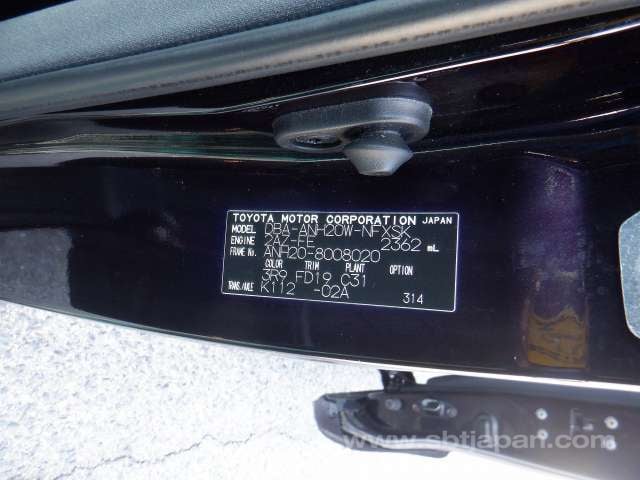 TOYOTA MOTOR CORPORATION JAPAN
MODEL DBA-ANH20W-NFXSK
ENGINE 2AZ-FE 2362 mL
FRAME No. ANH20-8008020
COLOR TRIM PLANT OPTION
3R9 FD19 C31
TRANS./AXLE K112 -02A 314
www.sbtjapan.com